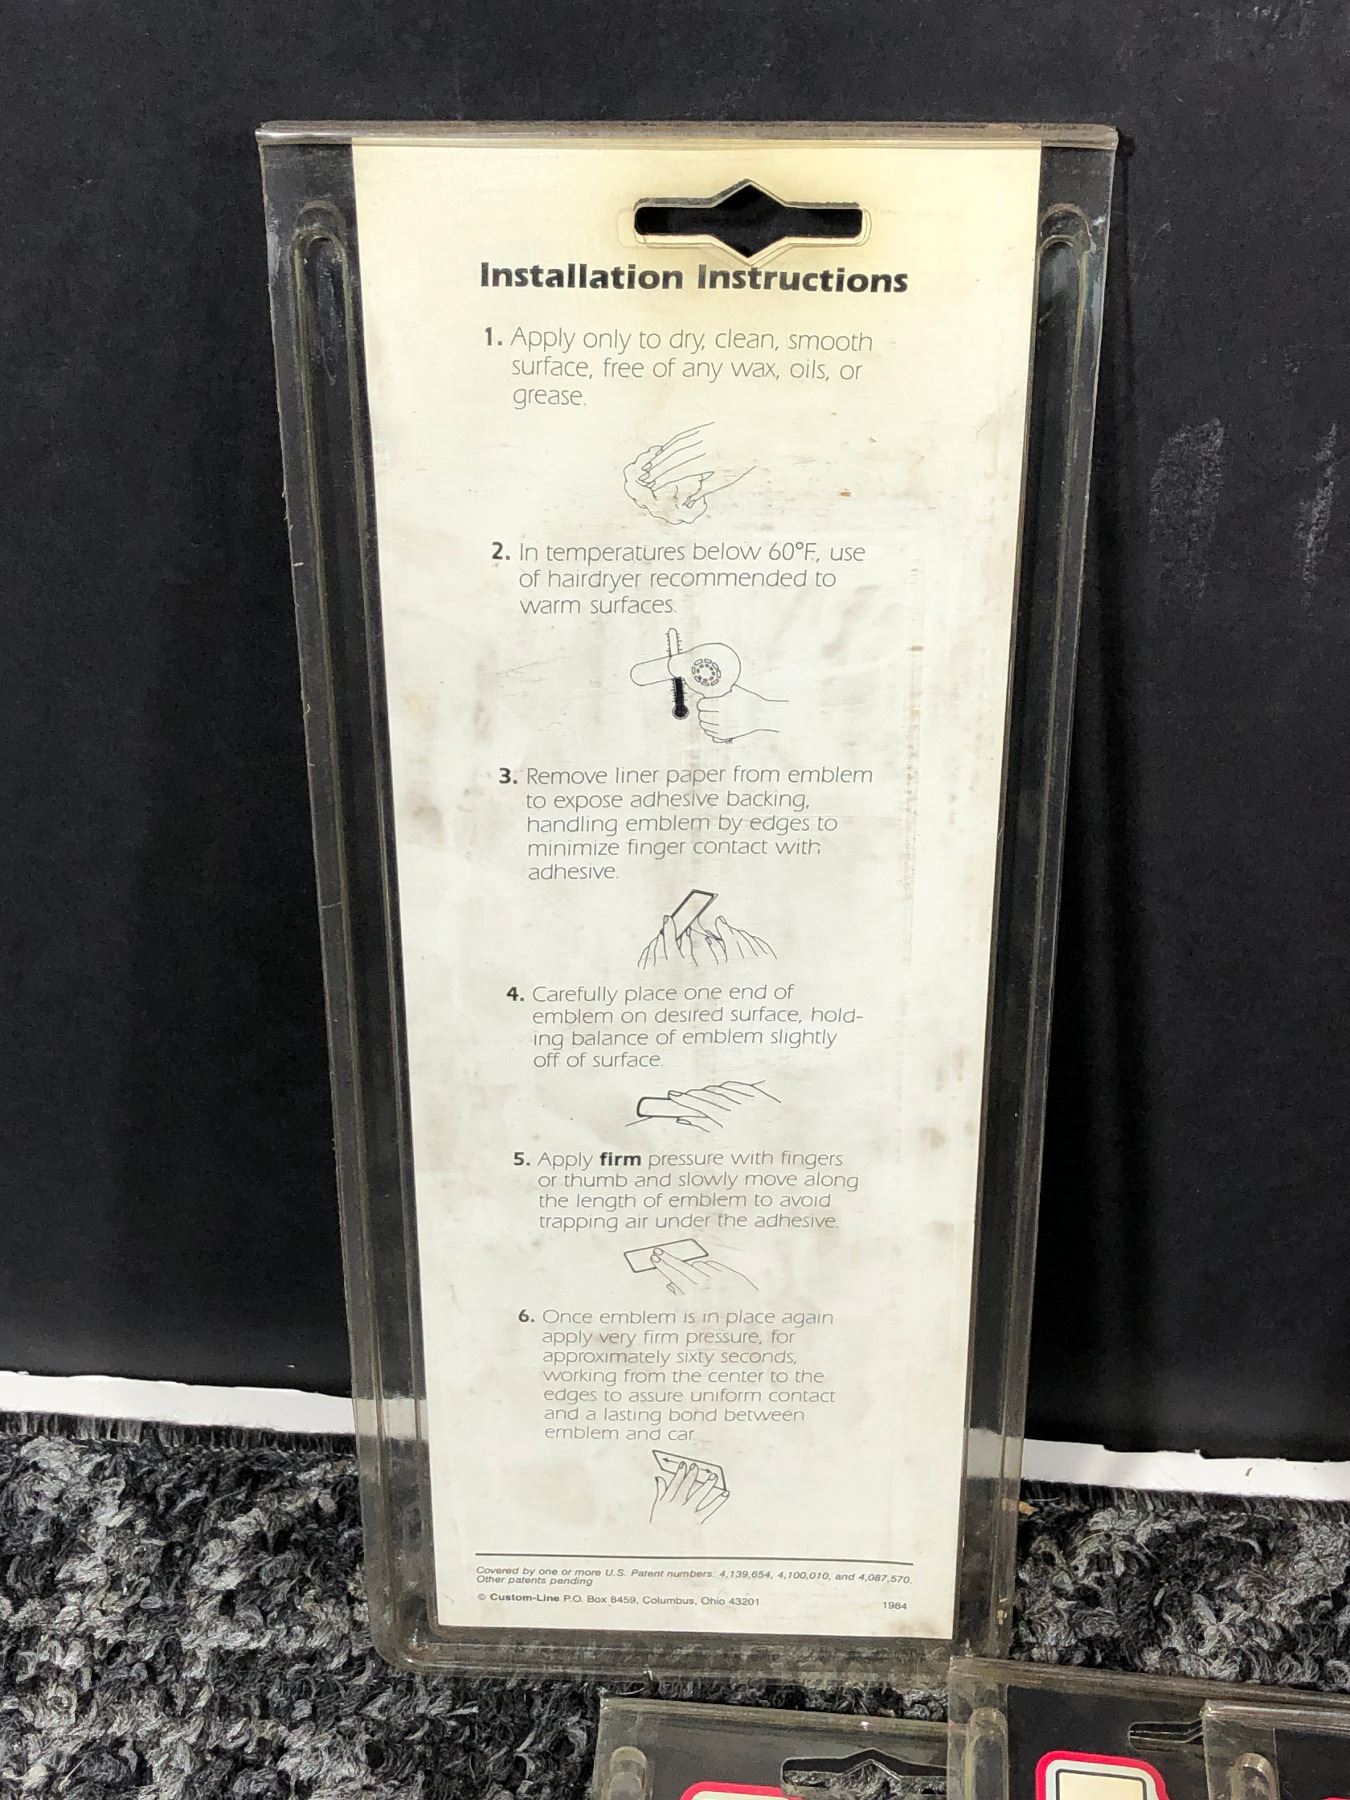 Installation Instructions
1. Apply only to dry, clean, smooth
surface, free of any wax, oils, or
grease.
2. In temperatures below 60°F, use
of hairdryer recommended to
warm surfaces.
3. Remove liner paper from emblem
to expose adhesive backing,
handling emblem by edges to
minimize finger contact with
adhesive.
4. Carefully place one end of
emblem on desired surface, hold-
ing balance of emblem slightly
off of surface.
5. Apply firm pressure with fingers
or thumb and slowly move along
the length of emblem to avoid
trapping air under the adhesive.
6. Once emblem is in place again
apply very firm pressure, for
approximately sixty seconds,
working from the center to the
edges to assure uniform contact
and a lasting bond between
emblem and car.
Covered by one or more U.S. Patent numbers: 4,139,654, 4,100,010, and 4,087,570.
Other patents pending
© Custom-Line P.O. Box 8459, Columbus, Ohio 43201 1984